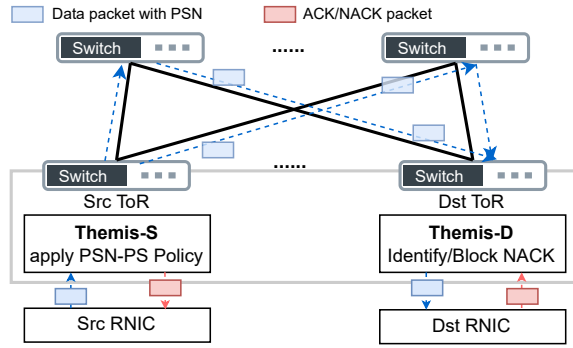 Data packet with PSN
ACK/NACK packet
Switch
......
Switch
Switch
......
Switch
Src ToR
Dst ToR
Themis-S
apply PSN-PS Policy
Themis-D
Identify/Block NACK
Src RNIC
Dst RNIC